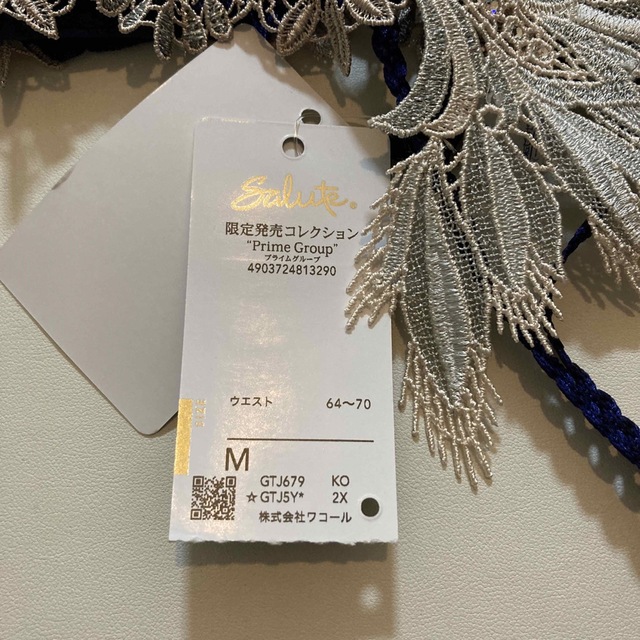 Salute.
限定発売コレクション
"Prime Group"
プライムグループ
4903724813290
ウエスト 64〜70
M
GTJ679 KO
☆GTJ5Y* 2X
株式会社ワコール